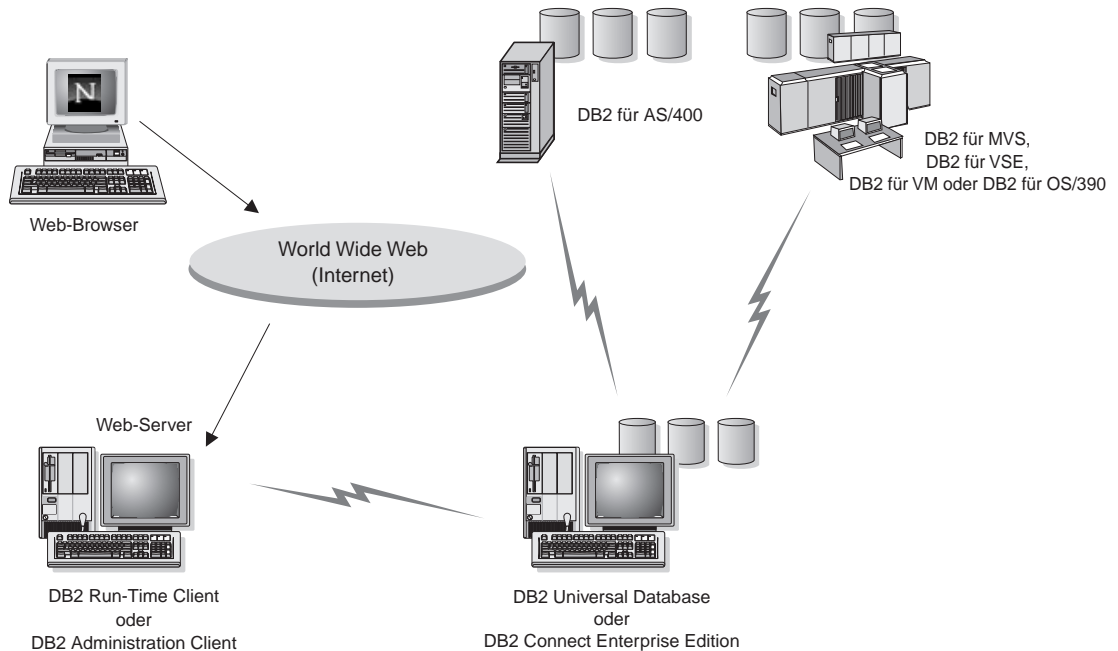 N
DB2 für AS/400
DB2 für MVS,
DB2 für VSE,
DB2 für VM oder DB2 für OS/390
Web-Browser
World Wide Web
(Internet)
Web-Server
DB2 Run-Time Client
oder
DB2 Administration Client
DB2 Universal Database
oder
DB2 Connect Enterprise Edition